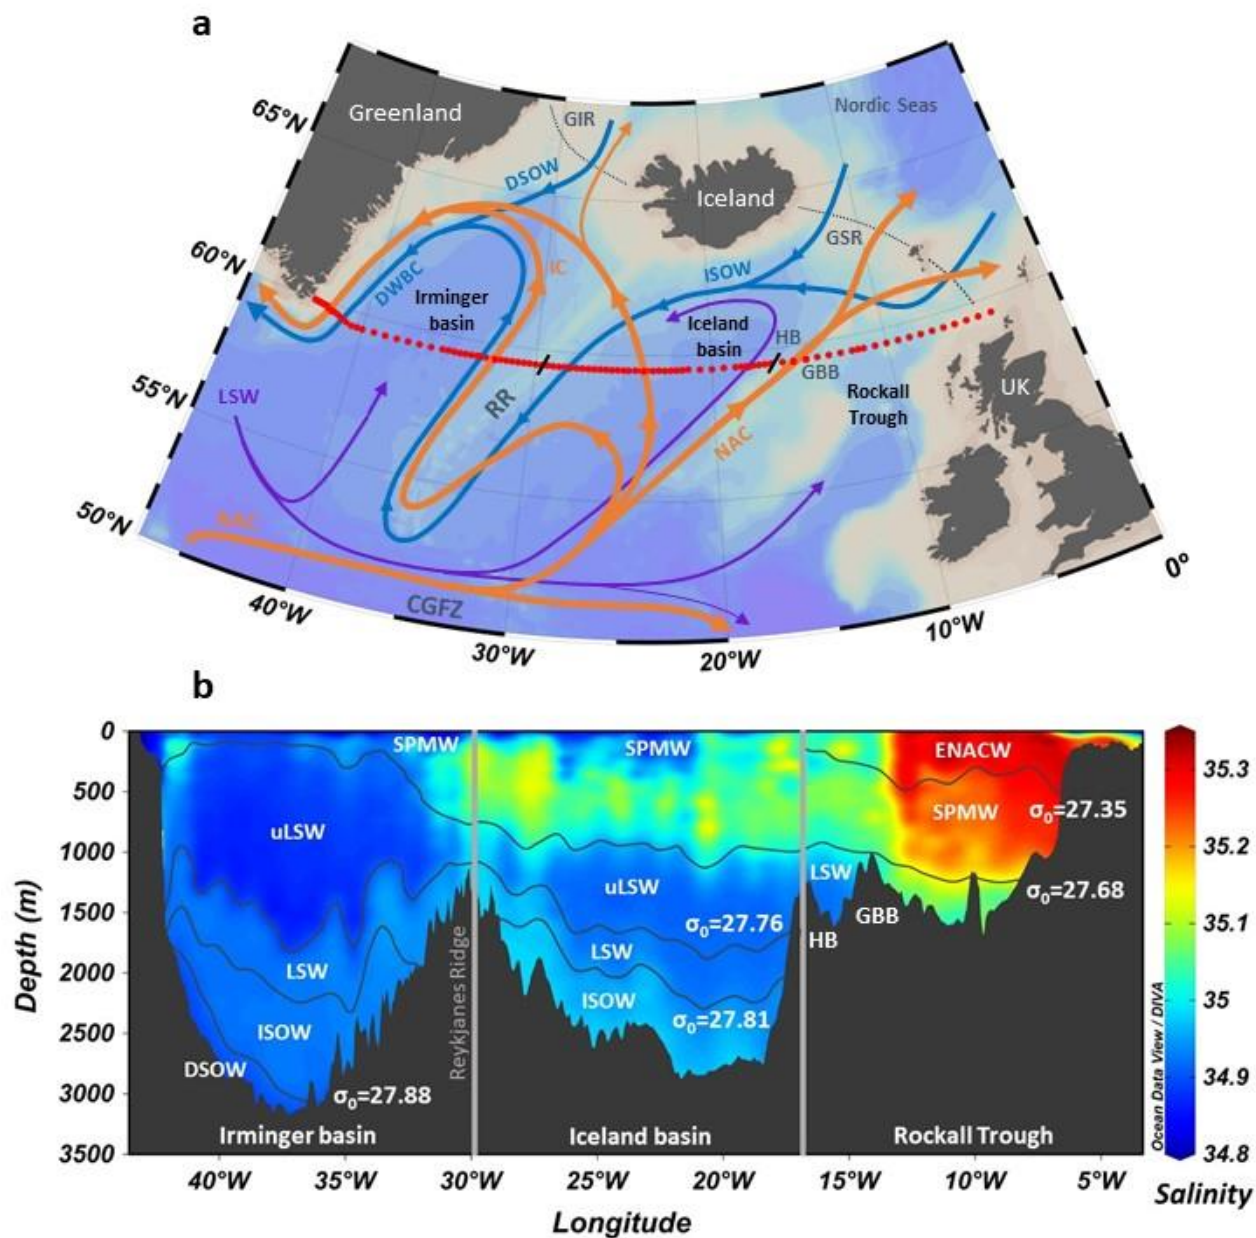 a
Greenland
GIR
Nordic Seas
65°N
DSOW
Iceland
GSR
60°N
DWBC
IC
ISOW
Irminger
basin
Iceland
basin
HB
GBB
55°N
LSW
RR
Rockall
Trough
UK
NAC
50°N
NAC
CGFZ
0°
40°W
30°W
20°W
10°W
b
0
SPMW
SPMW
ENACW
35.3
500
SPMW
σ₀=27.35
uLSW
35.2
1000
LSW
uLSW
σ₀=27.68
35.1
1500
GBB
σ₀=27.76
HB
LSW
LSW
2000
35
ISOW
σ₀=27.81
2500
ISOW
Reykjanes Ridge
DSOW
34.9
3000
σ₀=27.88
Ocean Data View / DIVA
Irminger basin
Iceland basin
Rockall Trough
3500
34.8
Depth (m)
40°W
35°W
30°W
25°W
20°W
15°W
10°W
5°W
Salinity
Longitude